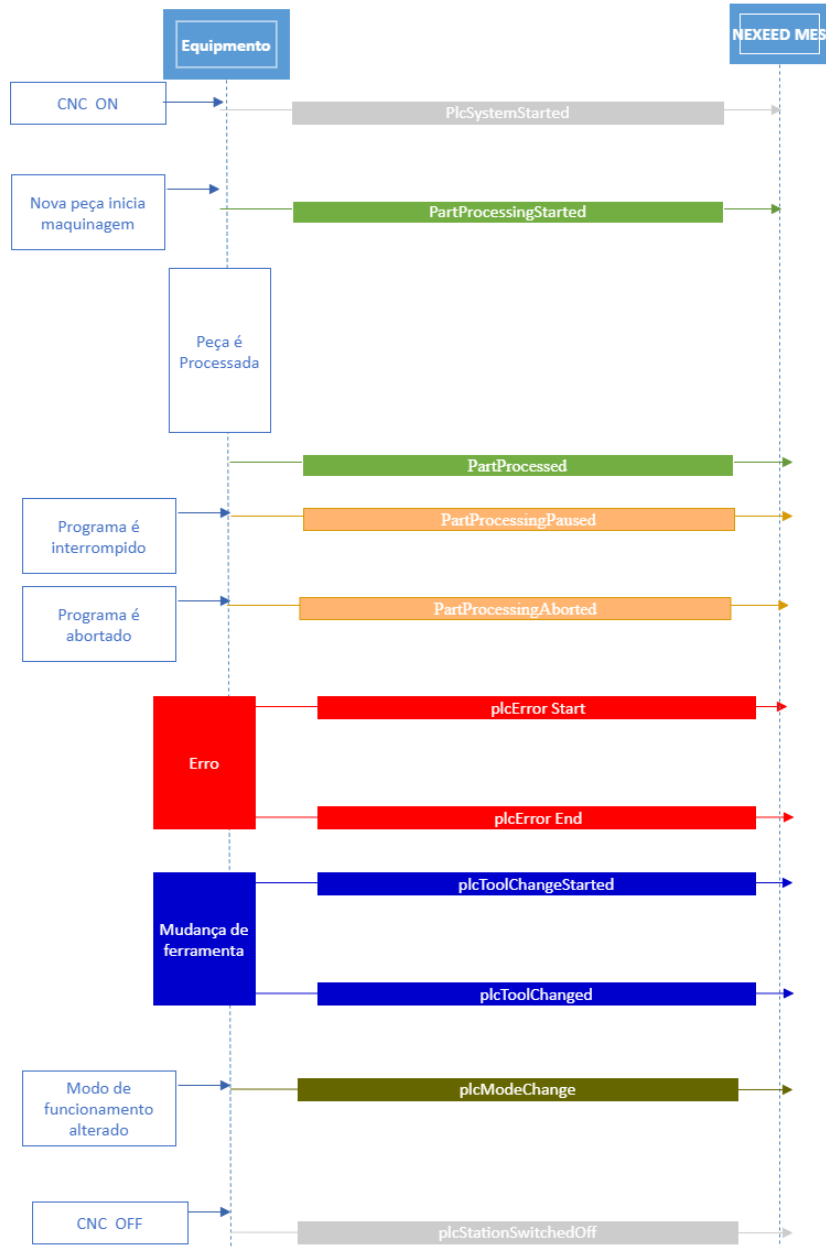 Equipmento
NEXEED MES
CNC  ON
PlcSystemStarted
Nova peça inicia
maquinagem
PartProcessingStarted
Peça é
Processada
PartProcessed
Programa é
interrompido
PartProcessingPaused
Programa é
abortado
PartProcessingAborted
plcError Start
Erro
plcError End
plcToolChangeStarted
Mudança de
ferramenta
plcToolChanged
Modo de
funcionamento
alterado
plcModeChange
CNC  OFF
plcStationSwitchedOff